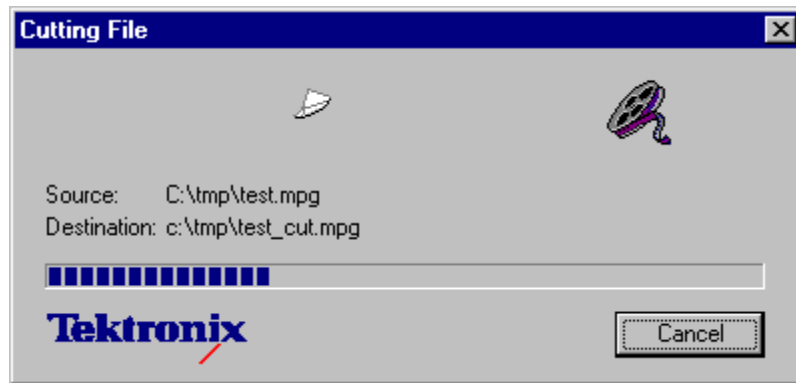 Cutting File
Source: C:\tmp\test.mpg
Destination: c:\tmp\test_cut.mpg
Tektronix
Cancel